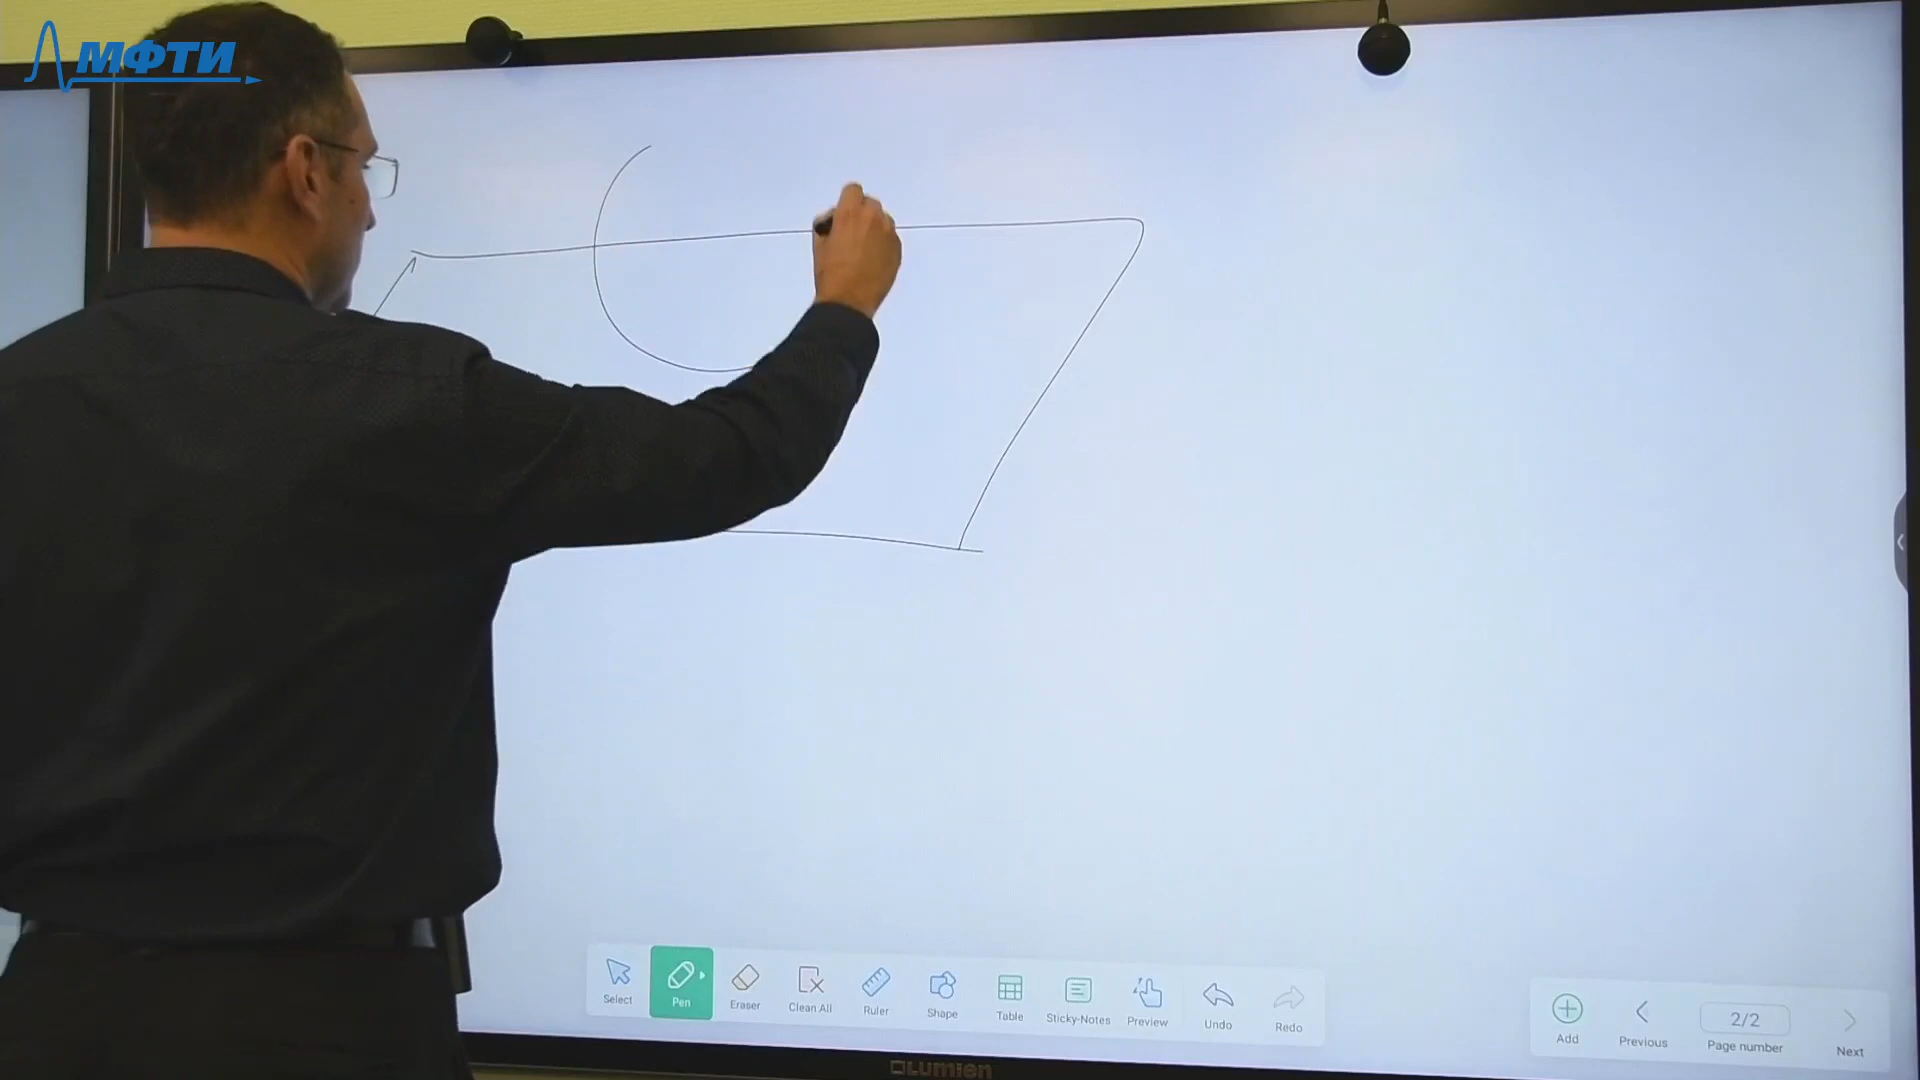 МФТИ
Select
Pen
Eraser
Clean All
Ruler
Shape
Table
Sticky-Notes
Preview
Undo
Redo
Add
Previous
2/2
Page number
Next
Lumien